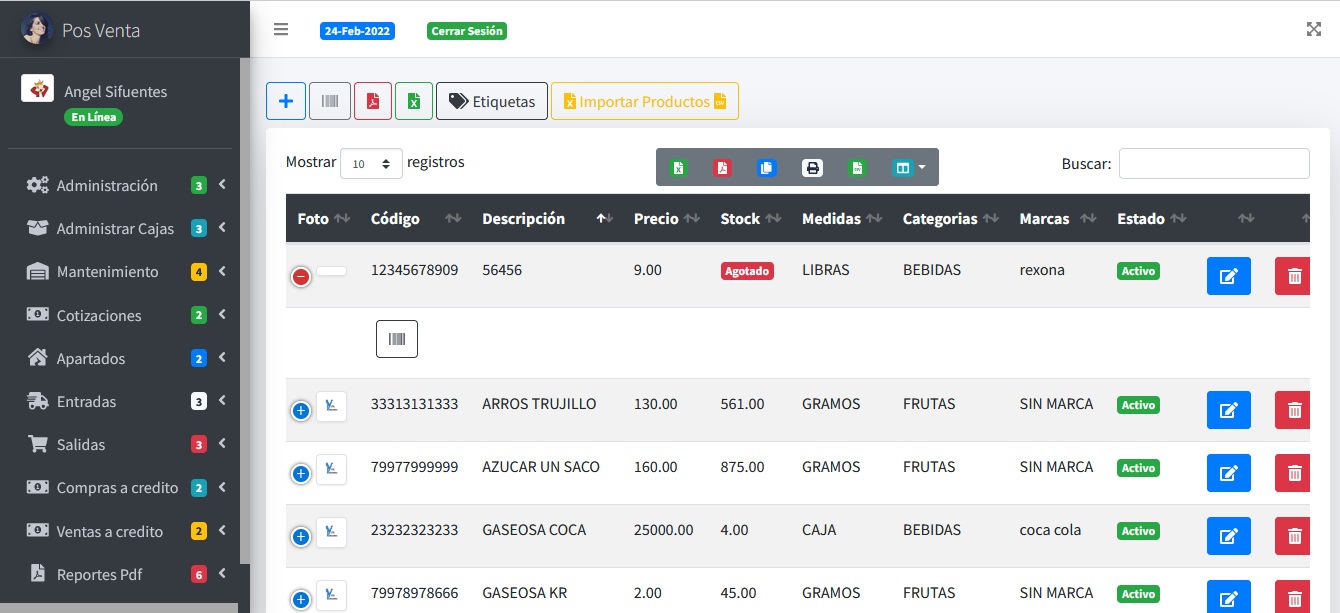 Pos Venta
24-Feb-2022
Cerrar Sesión
Angel Sifuentes
En Línea
Administración 3
Administrar Cajas 3
Mantenimiento 4
Cotizaciones 2
Apartados 2
Entradas 3
Salidas 3
Compras a credito 2
Ventas a credito 2
Reportes Pdf 6
Etiquetas
Importar Productos
Mostrar 10 registros
Buscar:
Foto Código Descripción Precio Stock Medidas Categorias Marcas Estado
12345678909 56456 9.00 Agotado LIBRAS BEBIDAS rexona Activo
33313131333 ARROS TRUJILLO 130.00 561.00 GRAMOS FRUTAS SIN MARCA Activo
79977999999 AZUCAR UN SACO 160.00 875.00 GRAMOS FRUTAS SIN MARCA Activo
23232323233 GASEOSA COCA 25000.00 4.00 CAJA BEBIDAS coca cola Activo
79978978666 GASEOSA KR 2.00 45.00 GRAMOS FRUTAS SIN MARCA Activo